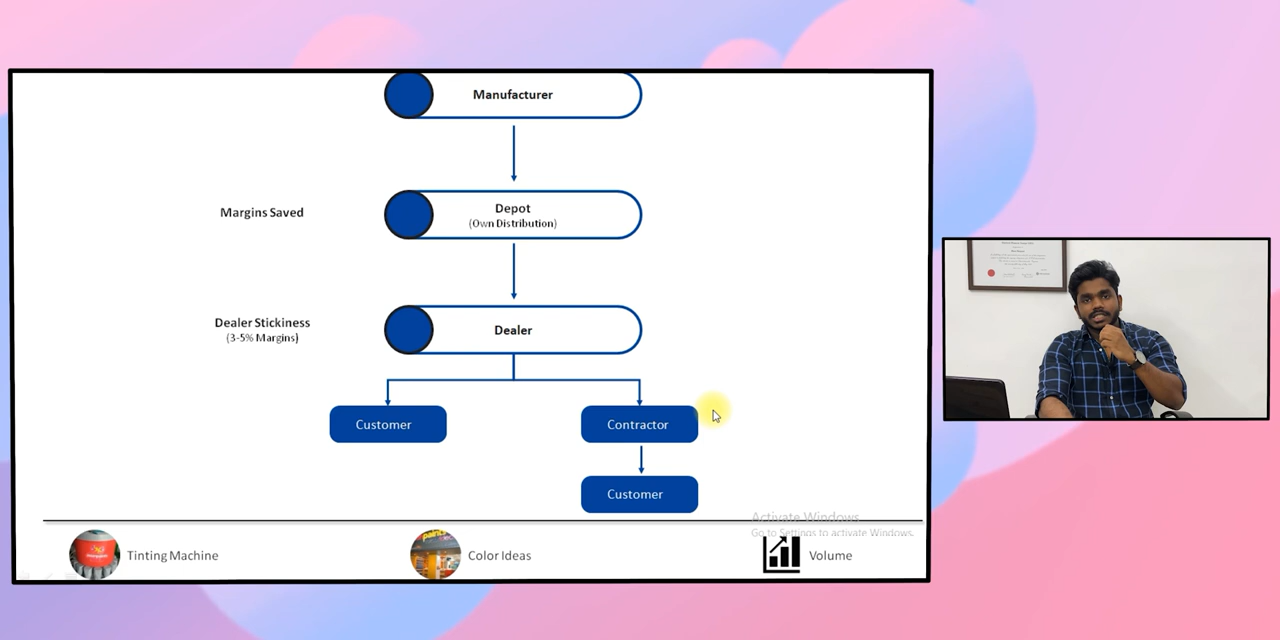 Manufacturer
Margins Saved
Depot
(Own Distribution)
Dealer Stickiness
(3-5% Margins)
Dealer
Customer
Contractor
Customer
Activate Windows
Go to Settings to activate Windows.
Tinting Machine
Color Ideas
Volume